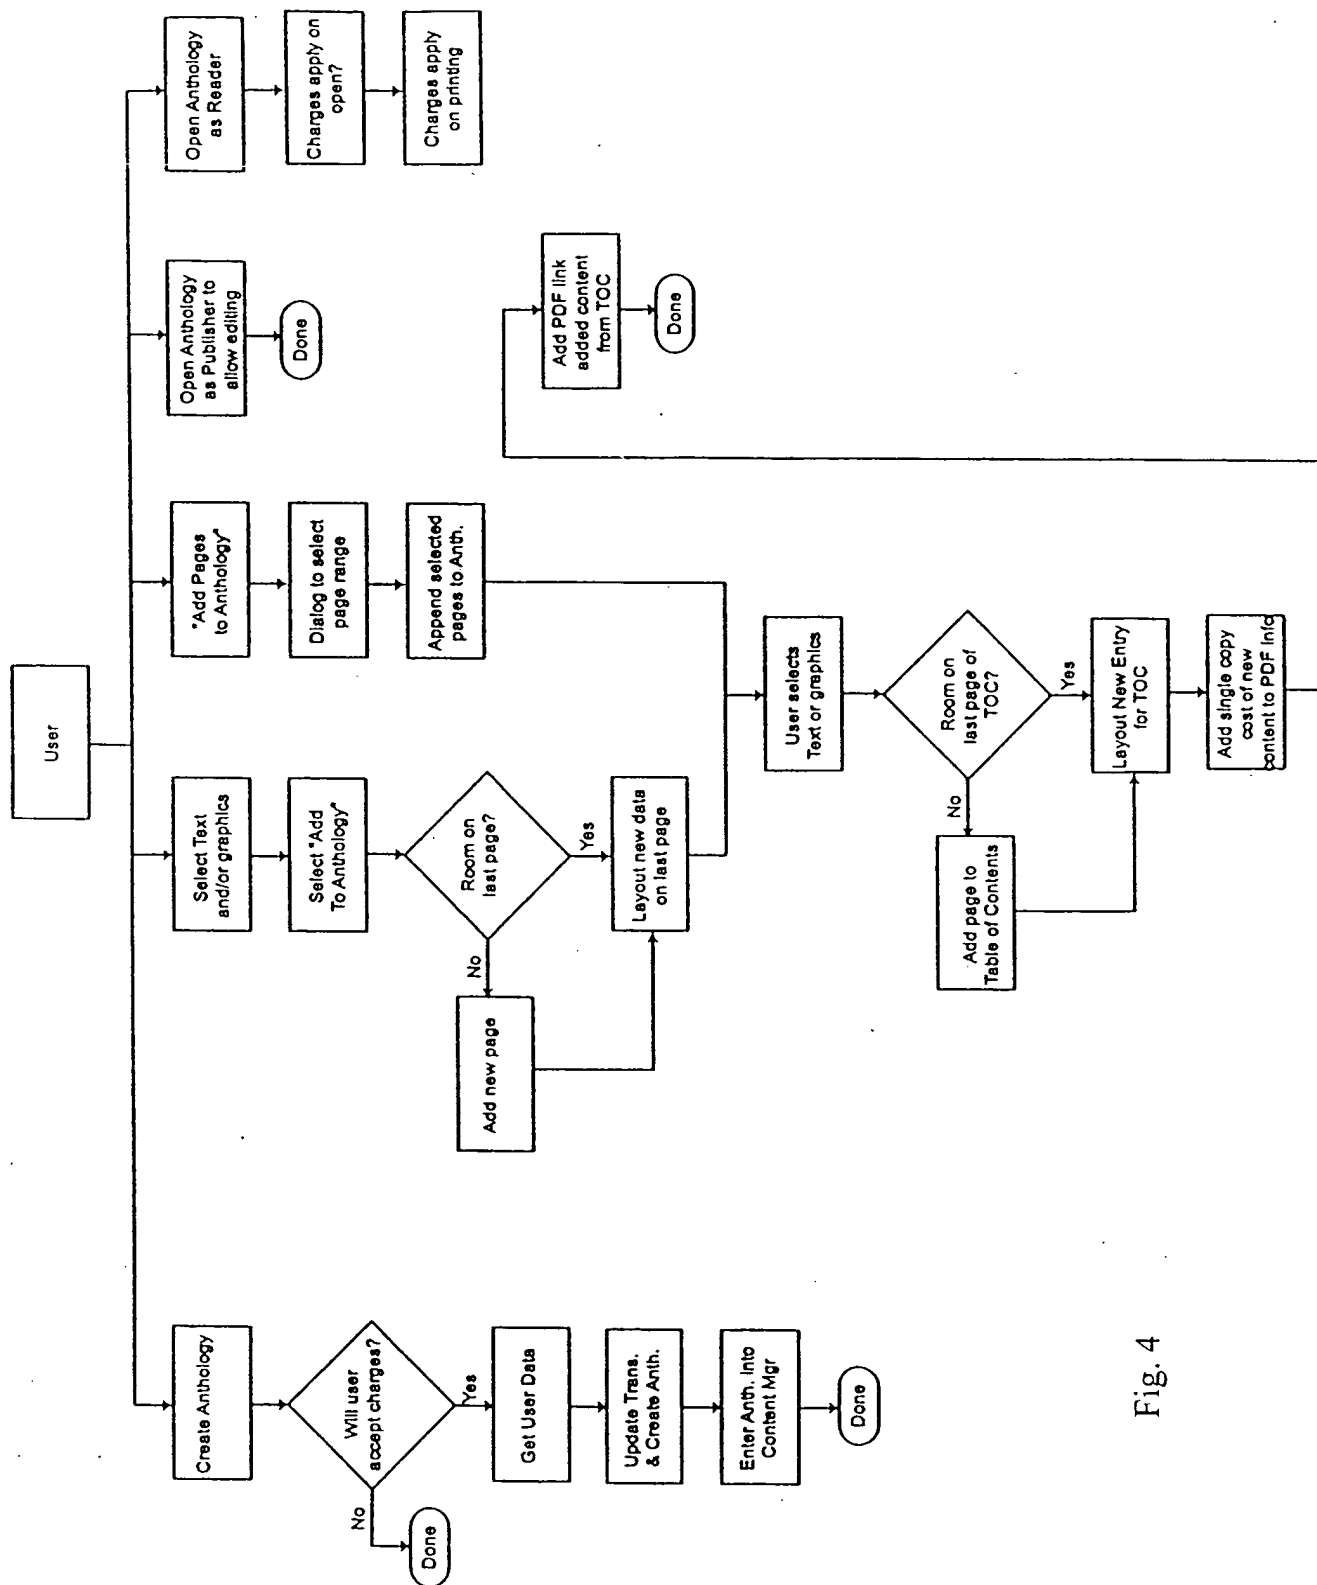 User
Create Anthology
Will user
accept charges?
No
Done
Yes
Get User Data
Update Trans.
& Create Anth.
Enter Anth. Into
Content Mgr
Done
Select Text
and/or graphics
Select "Add
To Anthology"
Room on
last page?
No
Add new page
Yes
Layout new data
on last page
"Add Pages
to Anthology"
Dialog to select
page range
Append selected
pages to Anth.
User selects
Text or graphics
Room on
last page of
TOC?
No
Add page to
Table of Contents
Yes
Layout New Entry
for TOC
Add single copy
cost of new
content to PDF Info
Open Anthology
as Publisher to
allow editing
Done
Add PDF link
added content
from TOC
Done
Open Anthology
as Reader
Charges apply on
open?
Charges apply
on printing
Fig. 4